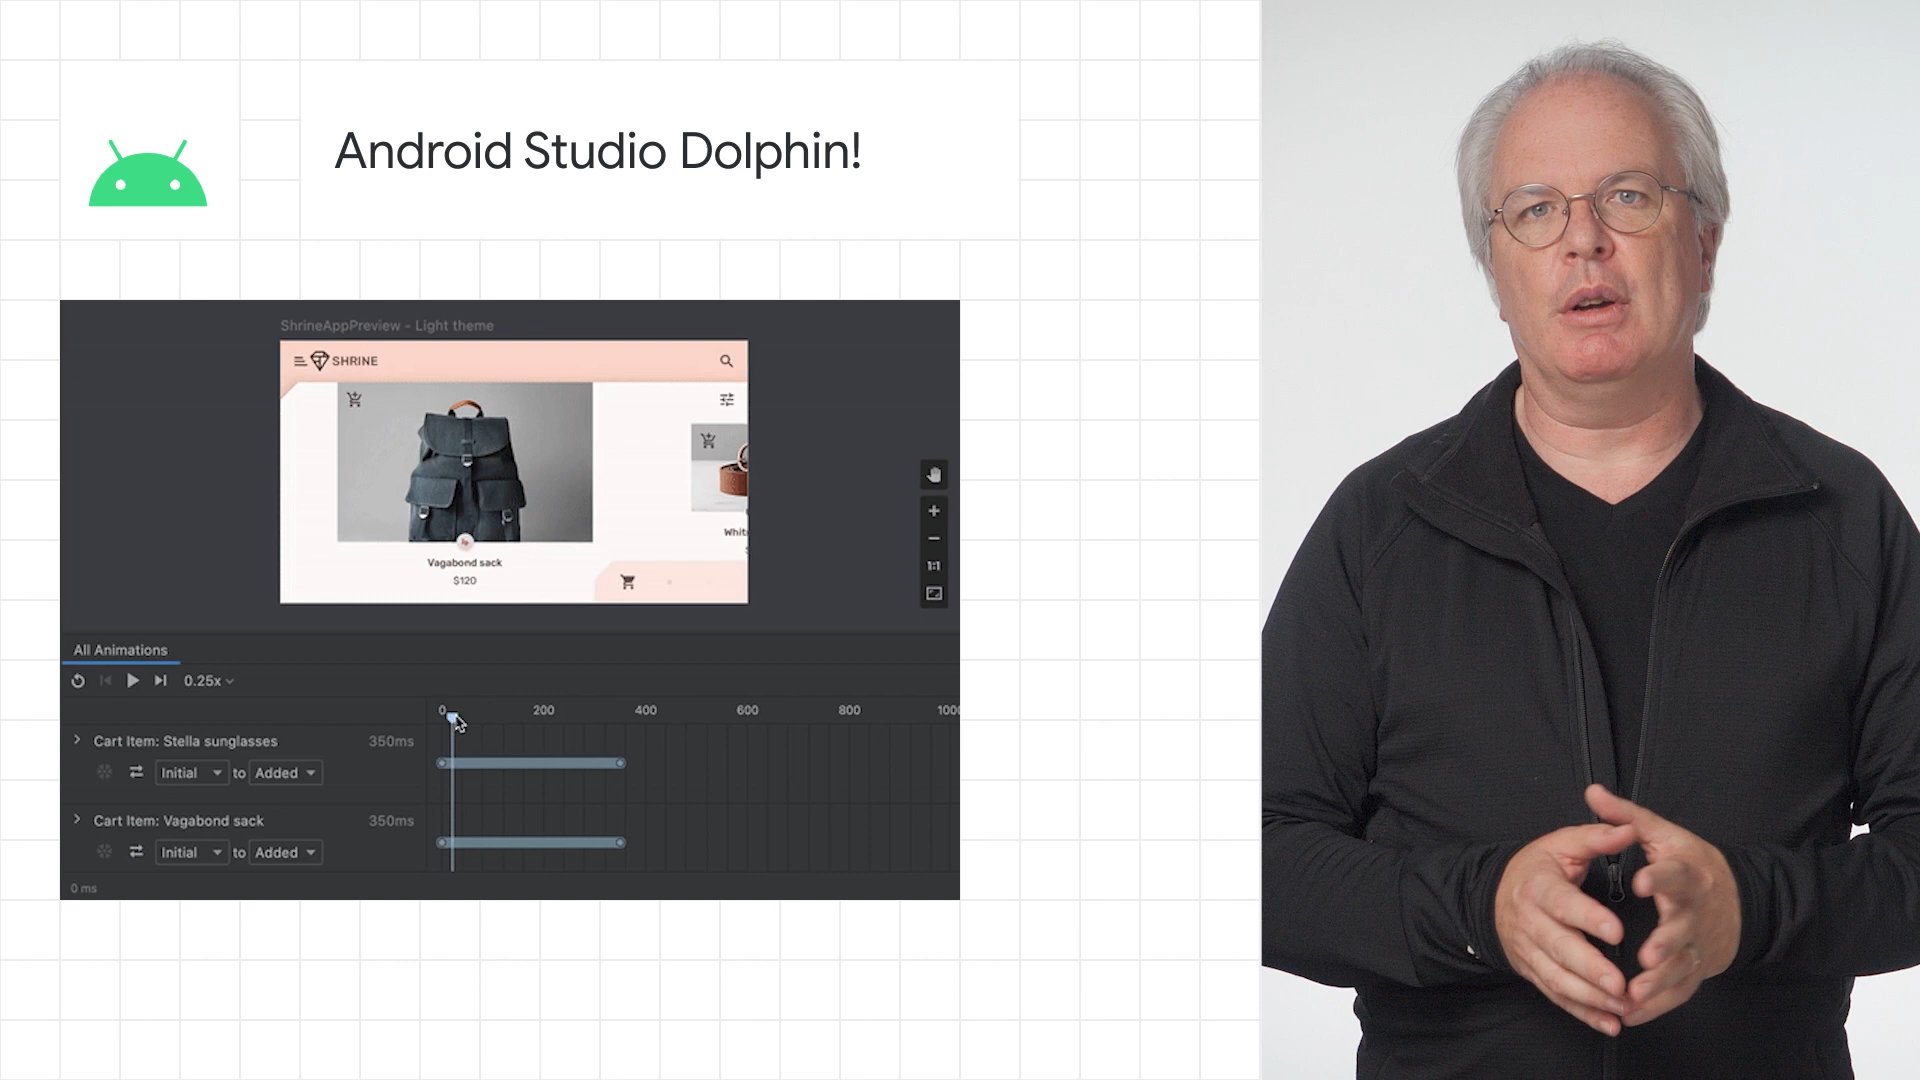 Android Studio Dolphin!
ShrineAppPreview - Light theme
SHRINE
Vagabond sack
$120
Whit
1:1
All Animations
0.25x
0 200 400 600 800 1000
Cart Item: Stella sunglasses 350ms
Initial to Added
Cart Item: Vagabond sack 350ms
Initial to Added
0 ms